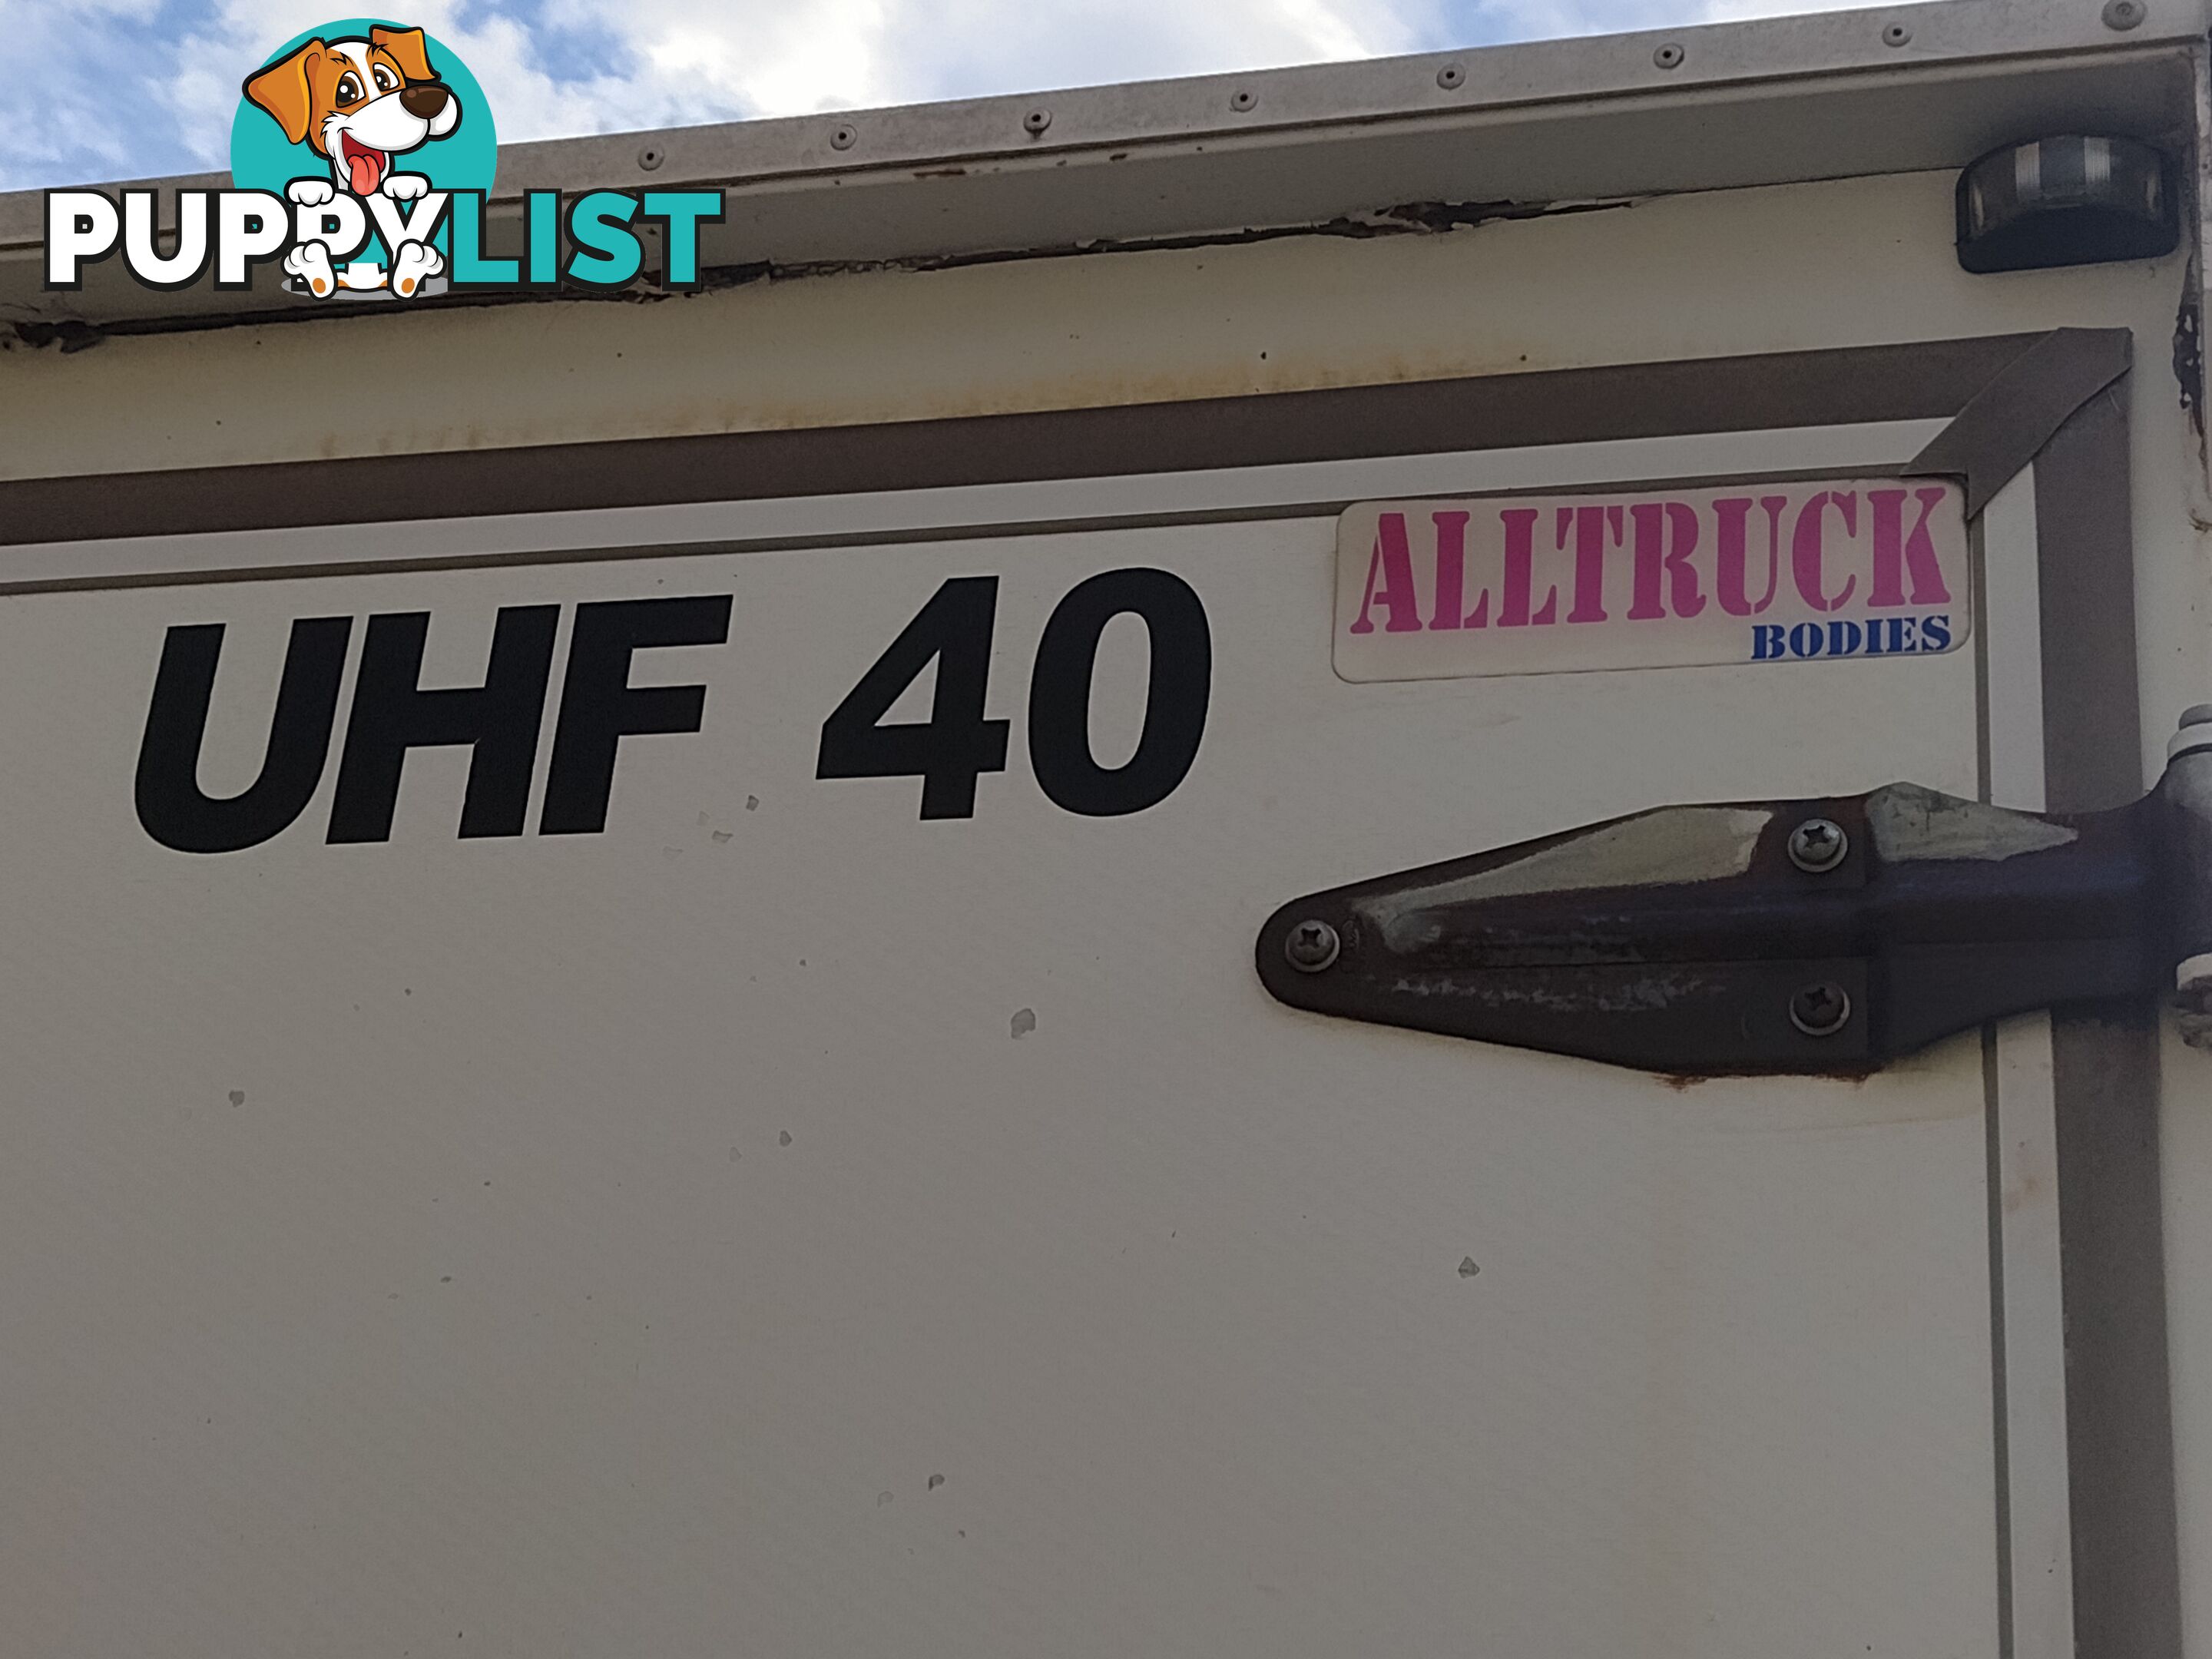 PUPPYLIST
UHF 40
ALLTRUCK
BODIES